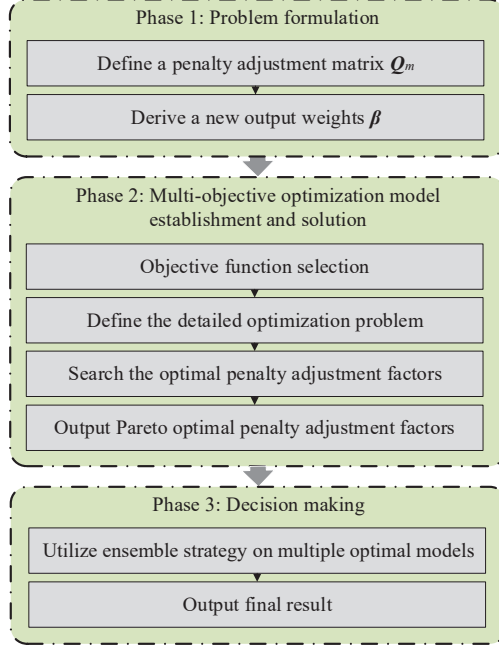 Phase 1: Problem formulation
Define a penalty adjustment matrix Qm
Derive a new output weights β
Phase 2: Multi-objective optimization model
establishment and solution
Objective function selection
Define the detailed optimization problem
Search the optimal penalty adjustment factors
Output Pareto optimal penalty adjustment factors
Phase 3: Decision making
Utilize ensemble strategy on multiple optimal models
Output final result